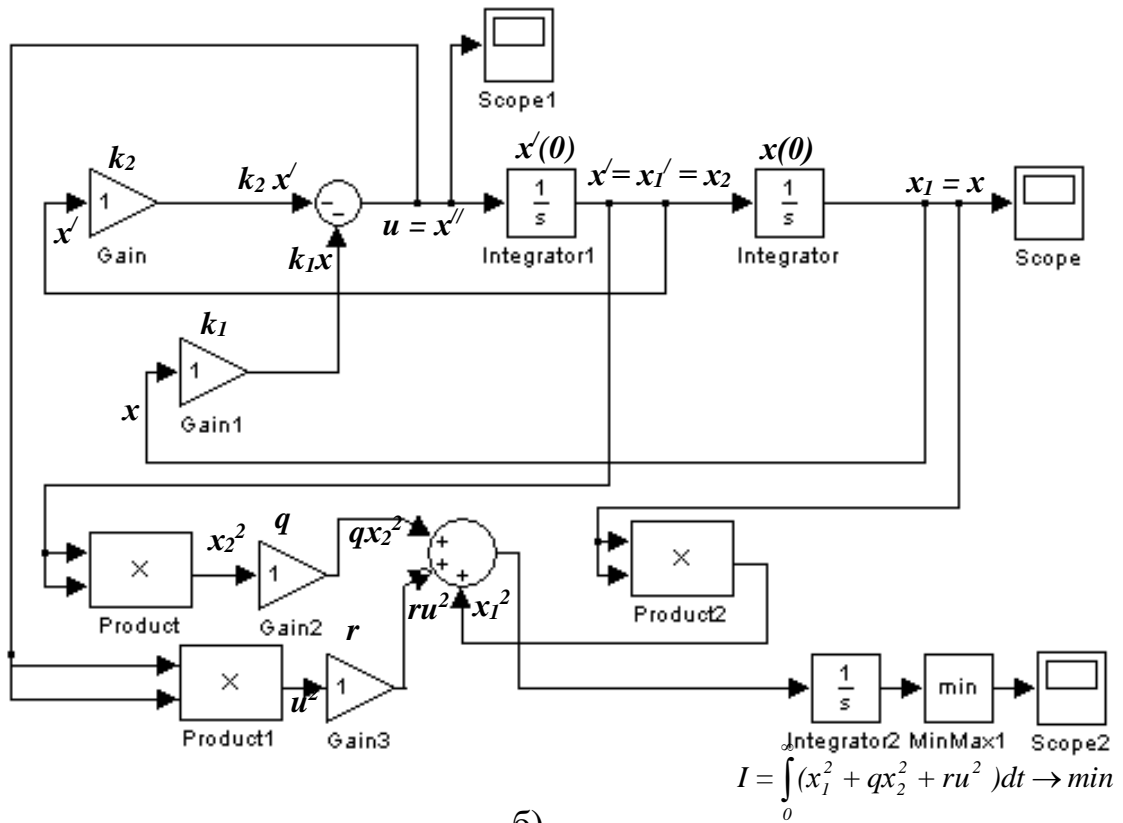 Scope1
x′(0)
x(0)
k₂
k₂ x′
x′= x₁′ = x₂
x₁ = x
1
- -
1/s
1/s
x′
u = x″
Gain
k₁x
Integrator1
Integrator
Scope
k₁
1
x
Gain1
x₂²
q
qx₂²
+
+
+
×
1
×
Product
Gain2
ru²
x₁²
Product2
r
×
u²
1
1/s
min
Product1
Gain3
Integrator2
MinMax1
Scope2
I = ∫₀^∞ (x₁² + qx₂² + ru² )dt → min
б)